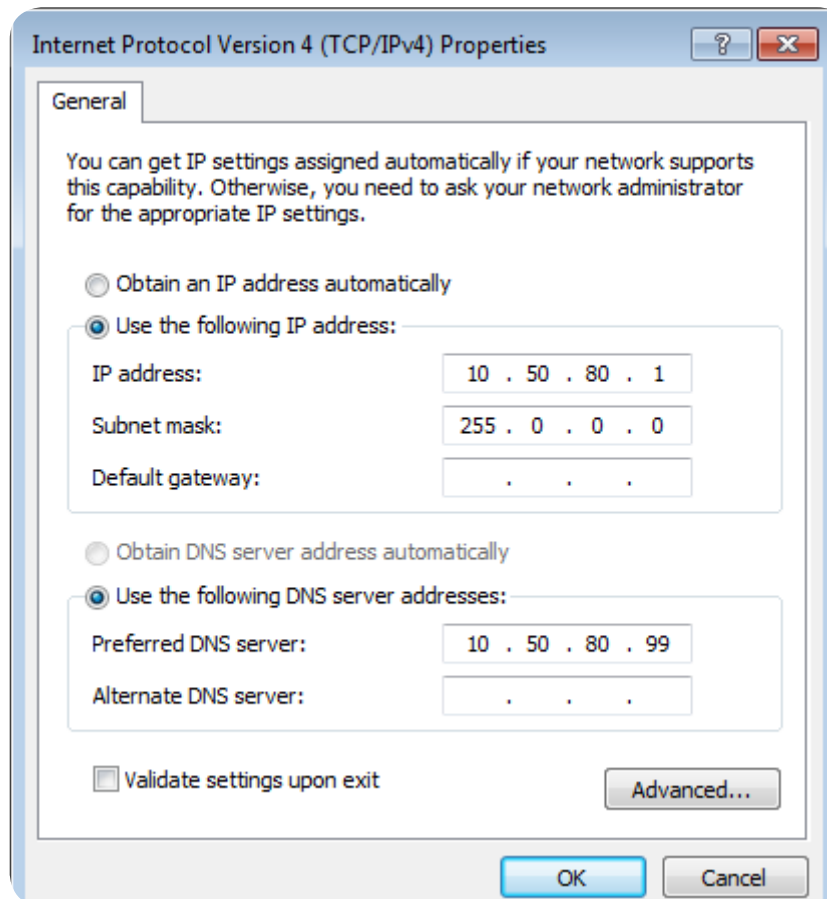 Internet Protocol Version 4 (TCP/IPv4) Properties
?
General
You can get IP settings assigned automatically if your network supports
this capability. Otherwise, you need to ask your network administrator
for the appropriate IP settings.
Obtain an IP address automatically
Use the following IP address:
IP address: 10 . 50 . 80 . 1
Subnet mask: 255 . 0 . 0 . 0
Default gateway: . . .
Obtain DNS server address automatically
Use the following DNS server addresses:
Preferred DNS server: 10 . 50 . 80 . 99
Alternate DNS server: . . .
Validate settings upon exit
Advanced...
OK Cancel